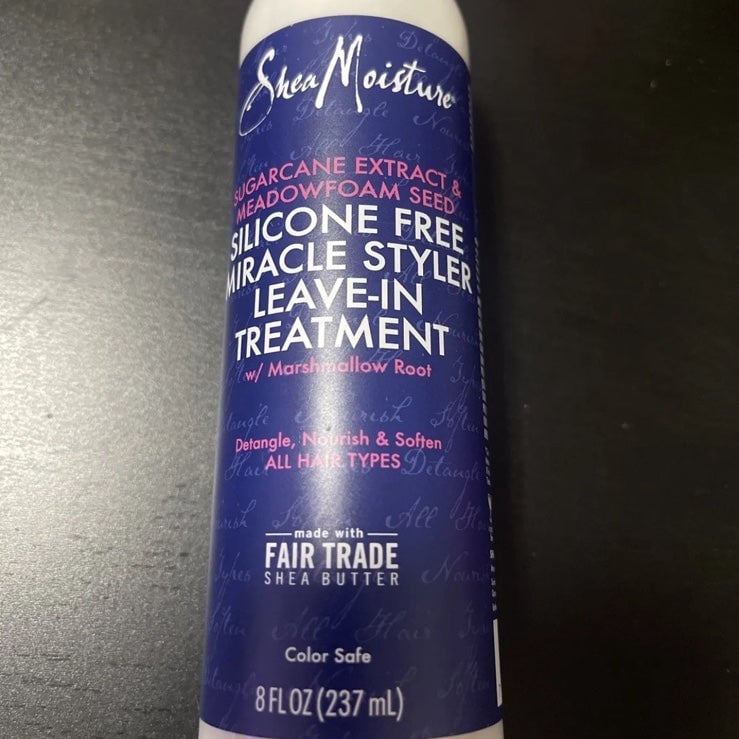 SheaMoisture
SUGARCANE EXTRACT &
MEADOWFOAM SEED
SILICONE FREE
MIRACLE STYLER
LEAVE-IN
TREATMENT
w/ Marshmallow Root
Detangle, Nourish & Soften
ALL HAIR TYPES
made with
FAIR TRADE
SHEA BUTTER
Color Safe
8 FL OZ (237 mL)